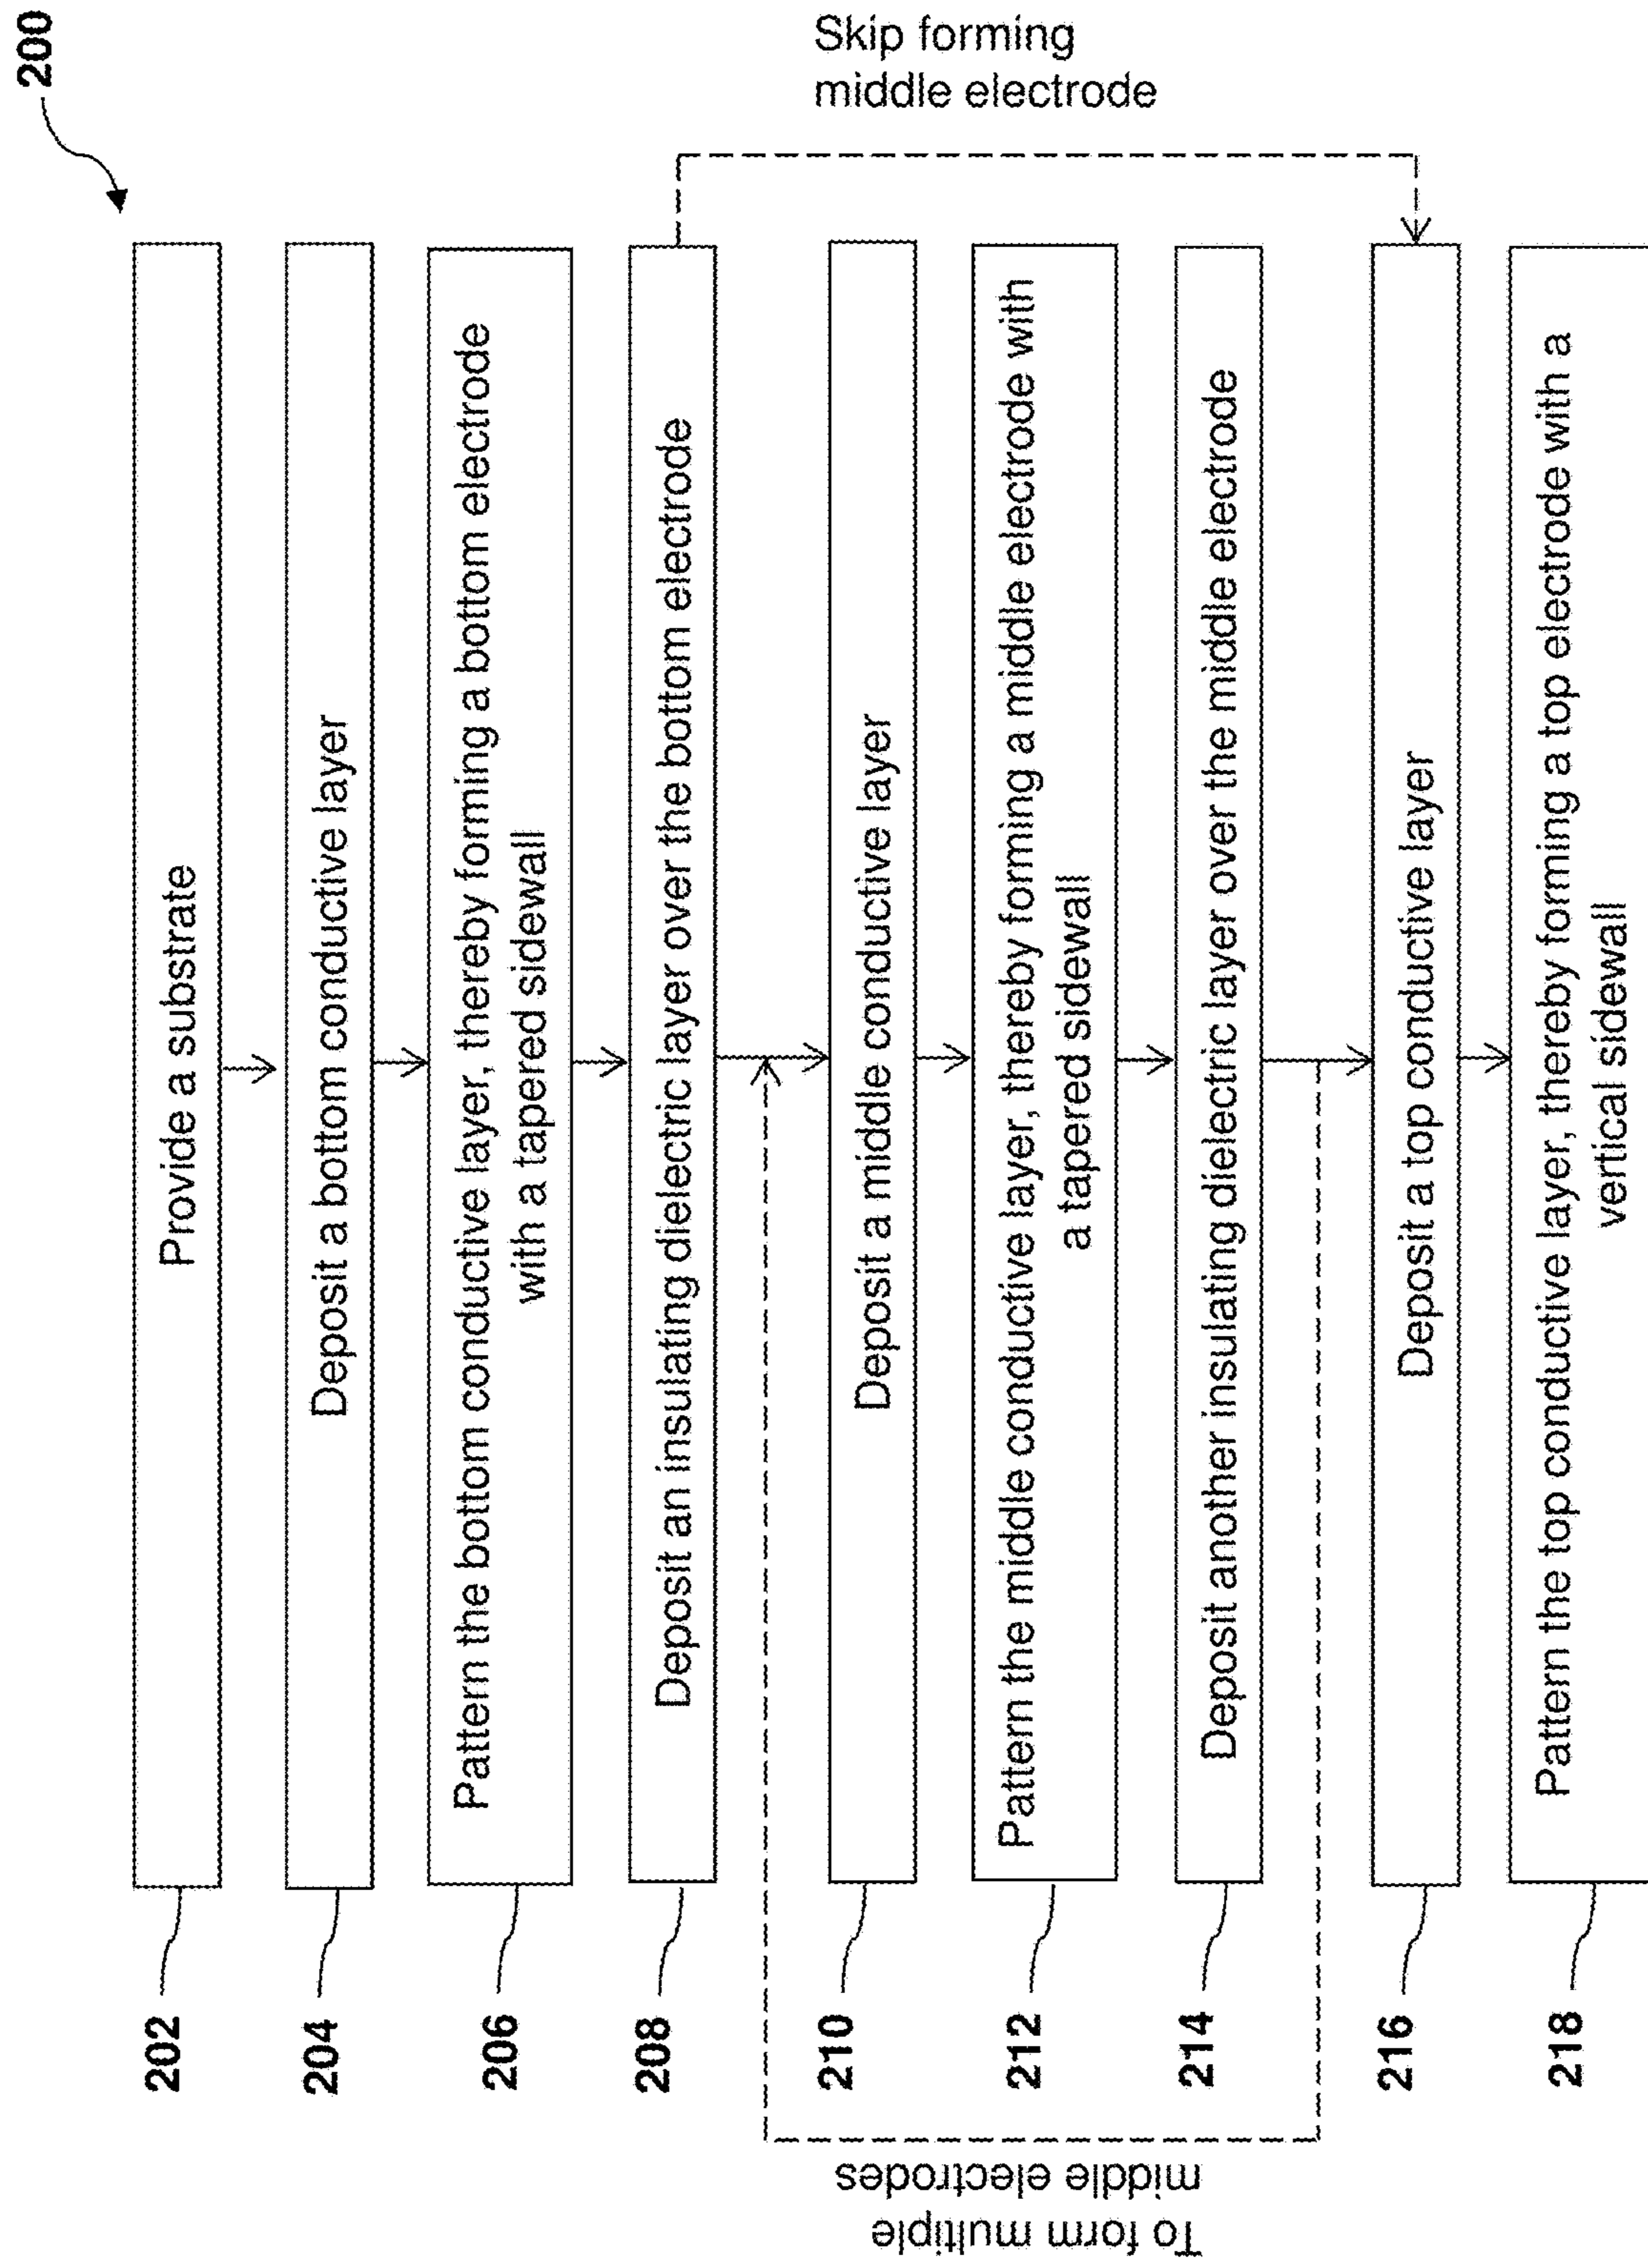 200
202
Provide a substrate
204
Deposit a bottom conductive layer
206
Pattern the bottom conductive layer, thereby forming a bottom electrode
with a tapered sidewall
208
Deposit an insulating dielectric layer over the bottom electrode
Skip forming
middle electrode
To form multiple
middle electrodes
210
Deposit a middle conductive layer
212
Pattern the middle conductive layer, thereby forming a middle electrode with
a tapered sidewall
214
Deposit another insulating dielectric layer over the middle electrode
216
Deposit a top conductive layer
218
Pattern the top conductive layer, thereby forming a top electrode with a
vertical sidewall